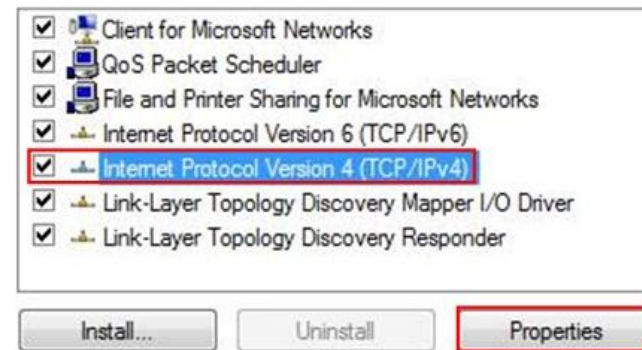 Client for Microsoft Networks
QoS Packet Scheduler
File and Printer Sharing for Microsoft Networks
Internet Protocol Version 6 (TCP/IPv6)
Internet Protocol Version 4 (TCP/IPv4)
Link-Layer Topology Discovery Mapper I/O Driver
Link-Layer Topology Discovery Responder
Install... Uninstall Properties